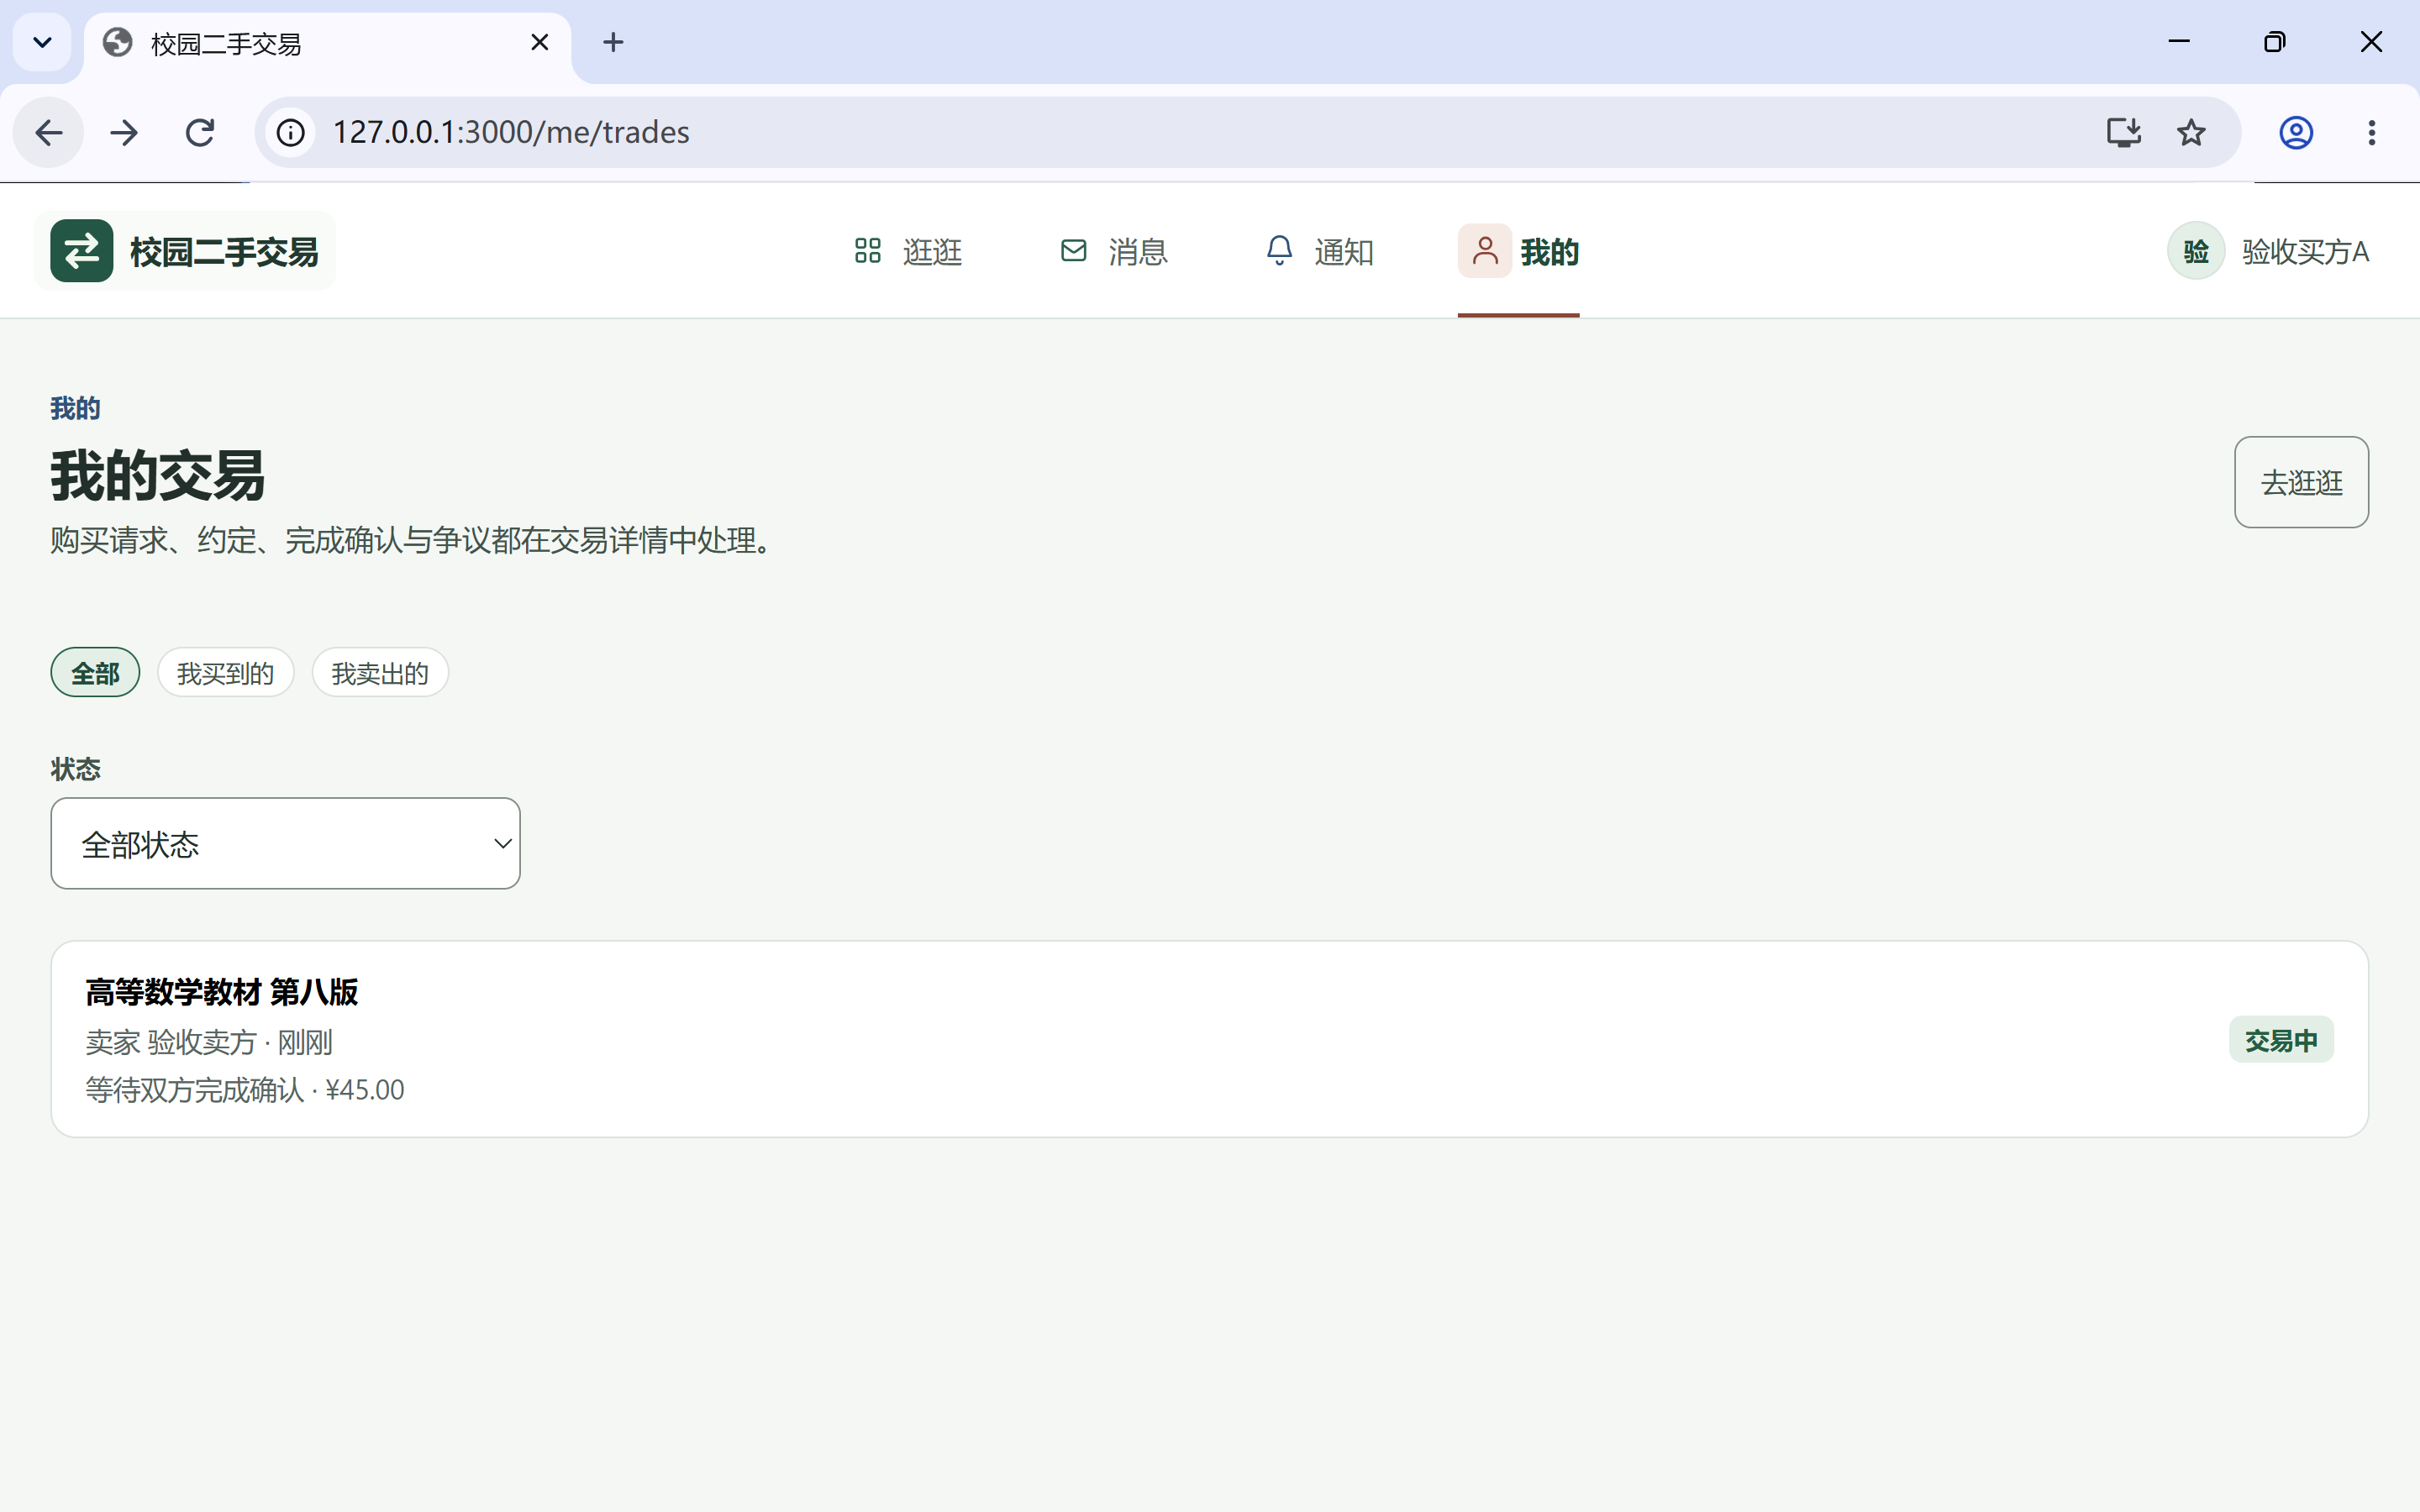 校园二手交易
127.0.0.1:3000/me/trades
校园二手交易
逛逛
消息
通知
我的
验
验收买方A
我的
我的交易
购买请求、约定、完成确认与争议都在交易详情中处理。
去逛逛
全部
我买到的
我卖出的
状态
全部状态
高等数学教材 第八版
卖家 验收卖方 · 刚刚
等待双方完成确认 · ¥45.00
交易中